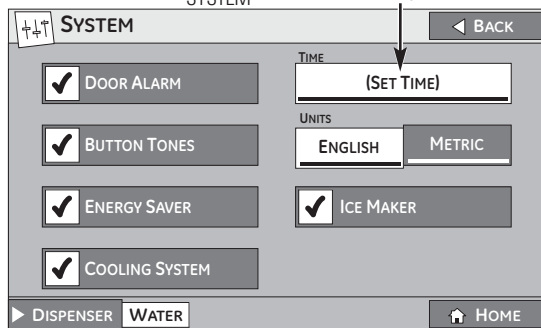 SYSTEM
SYSTEM
BACK
DOOR ALARM
TIME
(SET TIME)
BUTTON TONES
UNITS
ENGLISH
METRIC
ENERGY SAVER
ICE MAKER
COOLING SYSTEM
DISPENSER
WATER
HOME